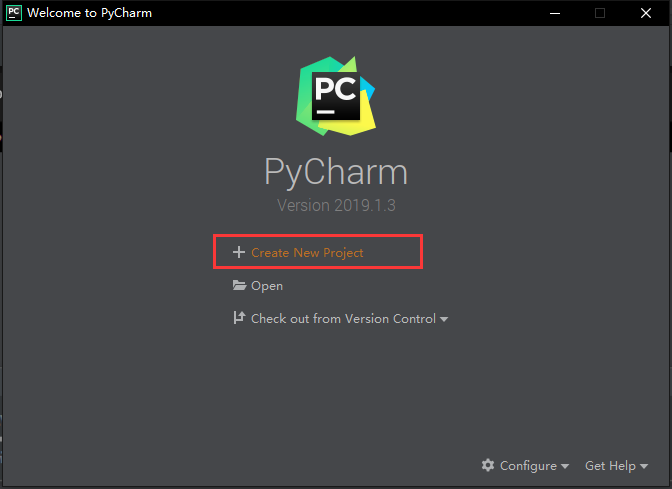 Welcome to PyCharm
PC
PyCharm
Version 2019.1.3
Create New Project
Open
Check out from Version Control
Configure
Get Help